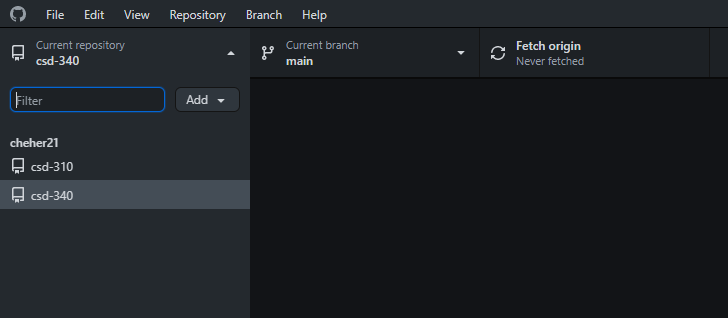 File Edit View Repository Branch Help
Current repository
csd-340
Current branch
main
Fetch origin
Never fetched
Filter
Add
cheher21
csd-310
csd-340